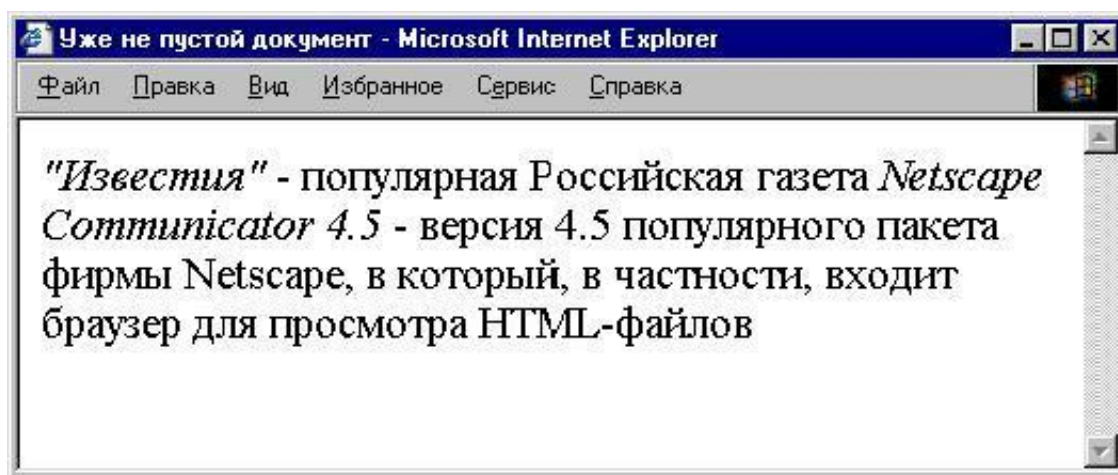 Уже не пустой документ - Microsoft Internet Explorer
Файл Правка Вид Избранное Сервис Справка
"Известия" - популярная Российская газета Netscape
Communicator 4.5 - версия 4.5 популярного пакета
фирмы Netscape, в который, в частности, входит
браузер для просмотра HTML-файлов